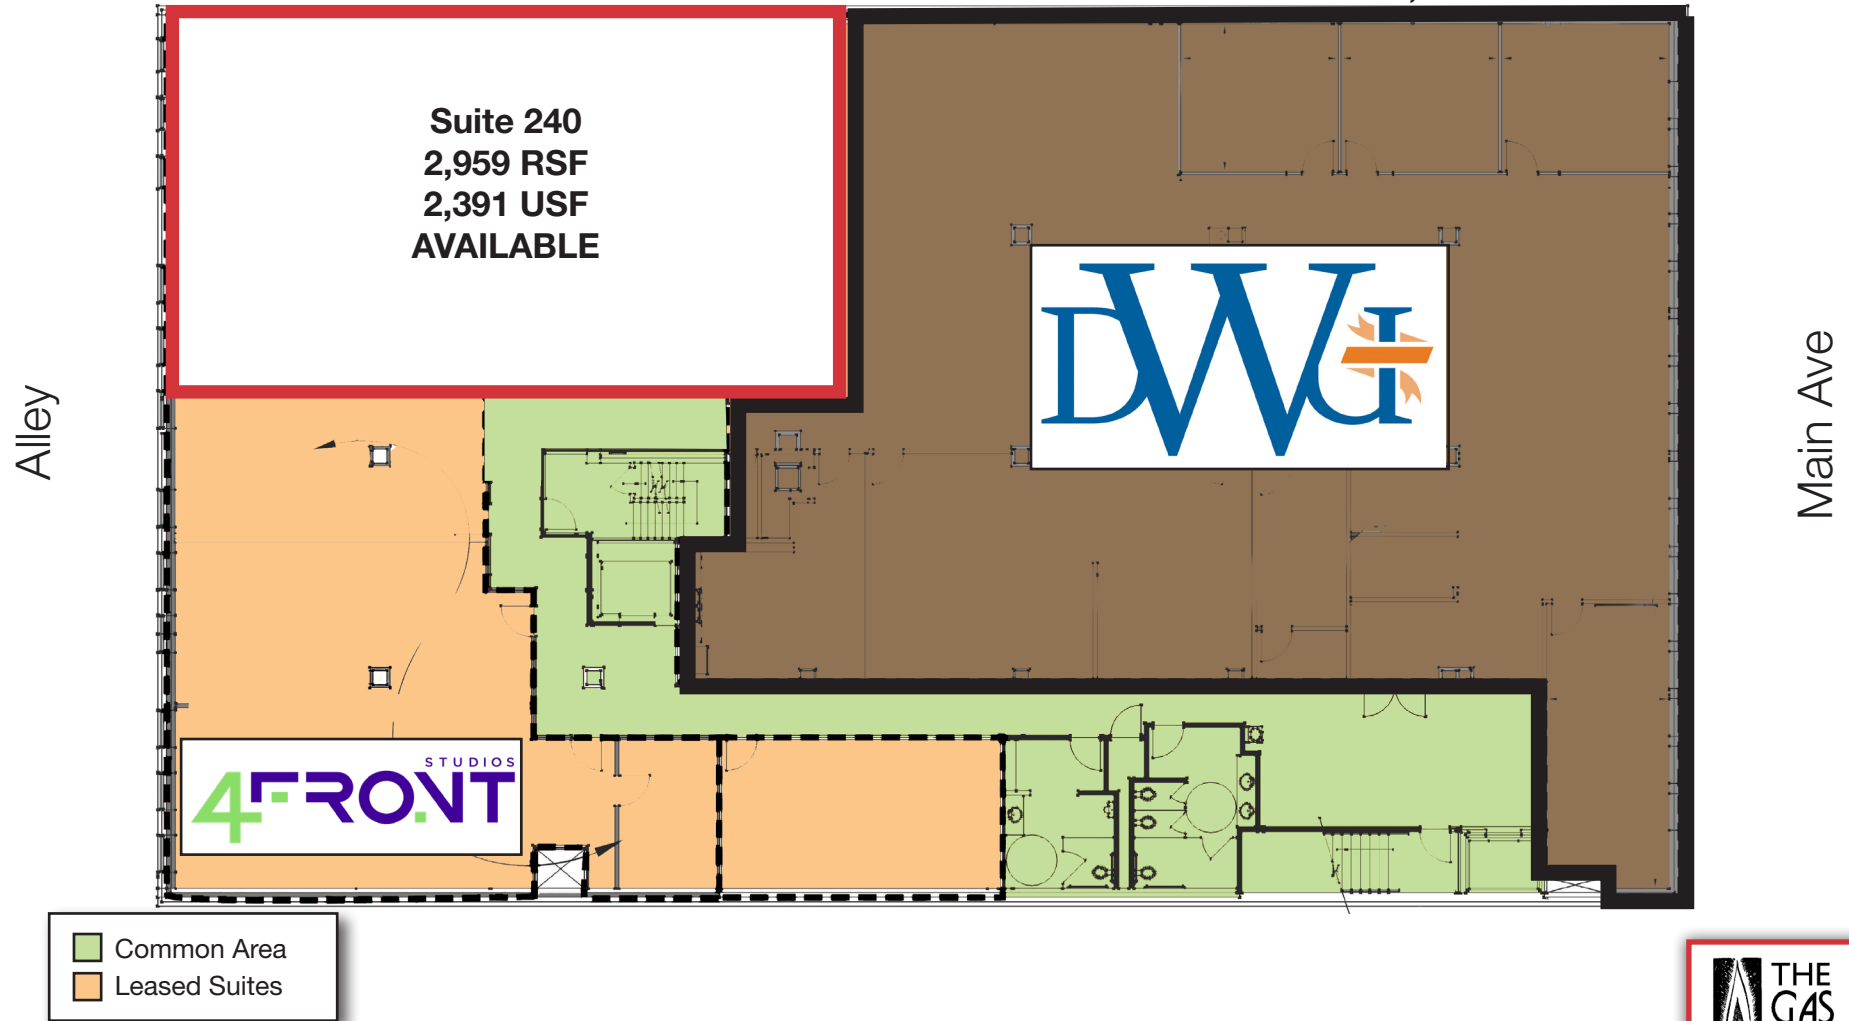 Suite 240
2,959 RSF
2,391 USF
AVAILABLE
DWG
Alley
Main Ave
STUDIOS
4FRONT
Common Area
Leased Suites
THE
GAS